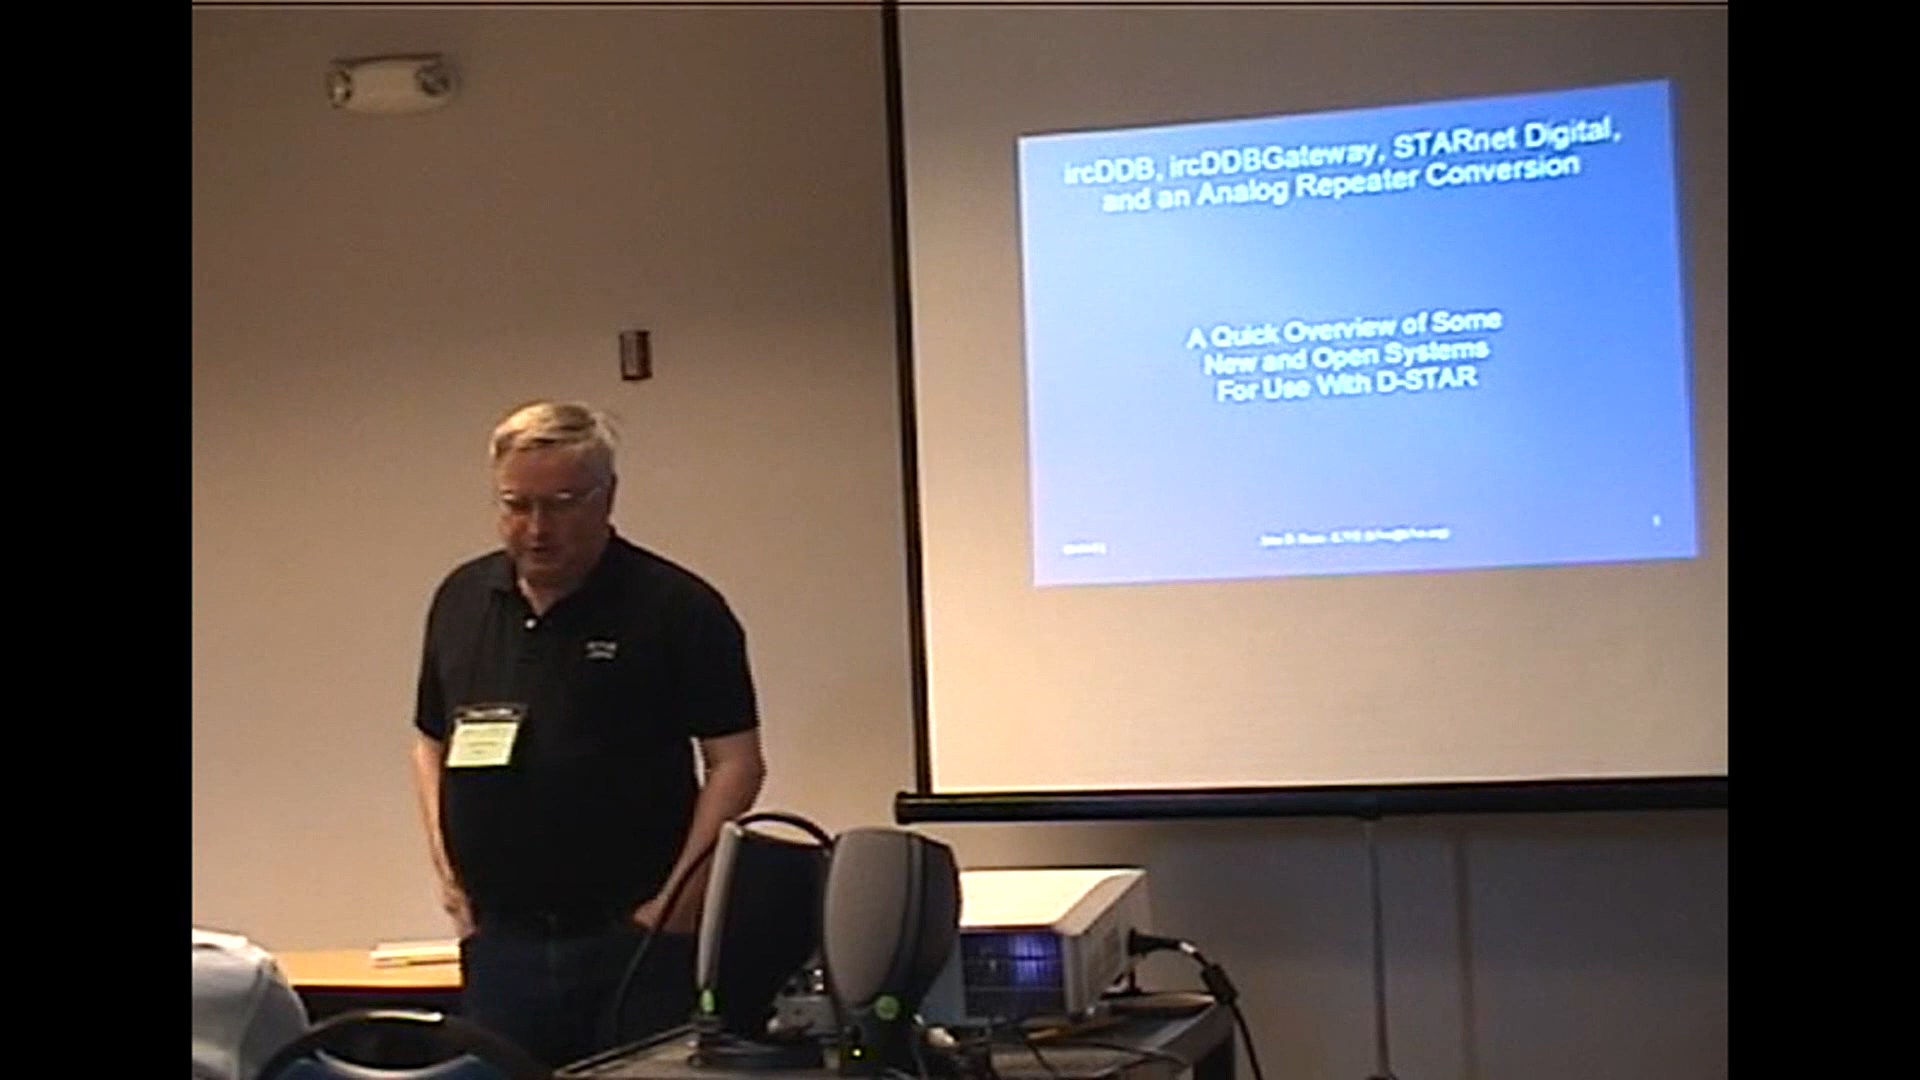 ircDDB, ircDDBGateway, STARnet Digital,
and an Analog Repeater Conversion
A Quick Overview of Some
New and Open Systems
For Use With D-STAR